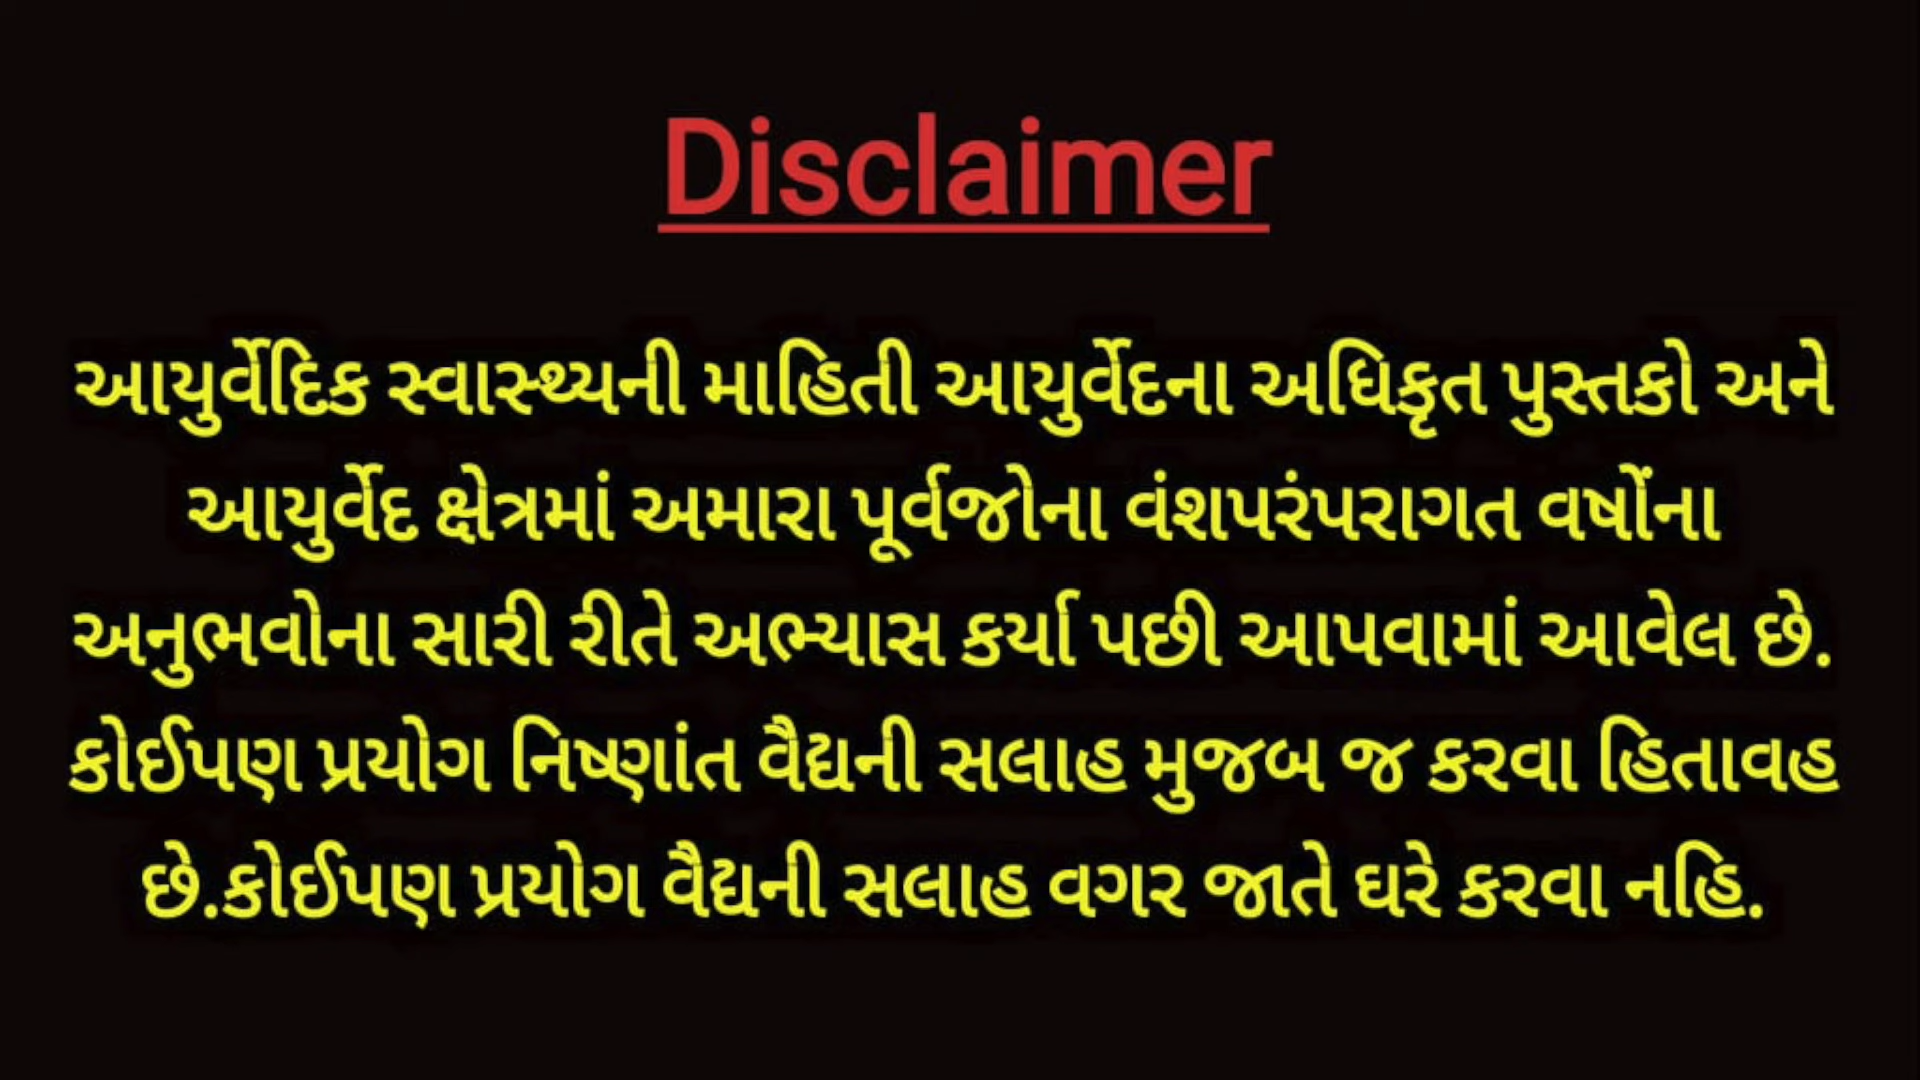 Disclaimer
આયુર્વેદિક સ્વાસ્થ્યની માહિતી આયુર્વેદના અધિકૃત પુસ્તકો અને
આયુર્વેદ ક્ષેત્રમાં અમારા પૂર્વજોના વંશપરંપરાગત વર્ષોંના
અનુભવોના સારી રીતે અભ્યાસ કર્યા પછી આપવામાં આવેલ છે.
કોઈપણ પ્રયોગ નિષ્ણાંત વૈદ્યની સલાહ મુજબ જ કરવા હિતાવહ
છે.કોઈપણ પ્રયોગ વૈદ્યની સલાહ વગર જાતે ઘરે કરવા નહિ.